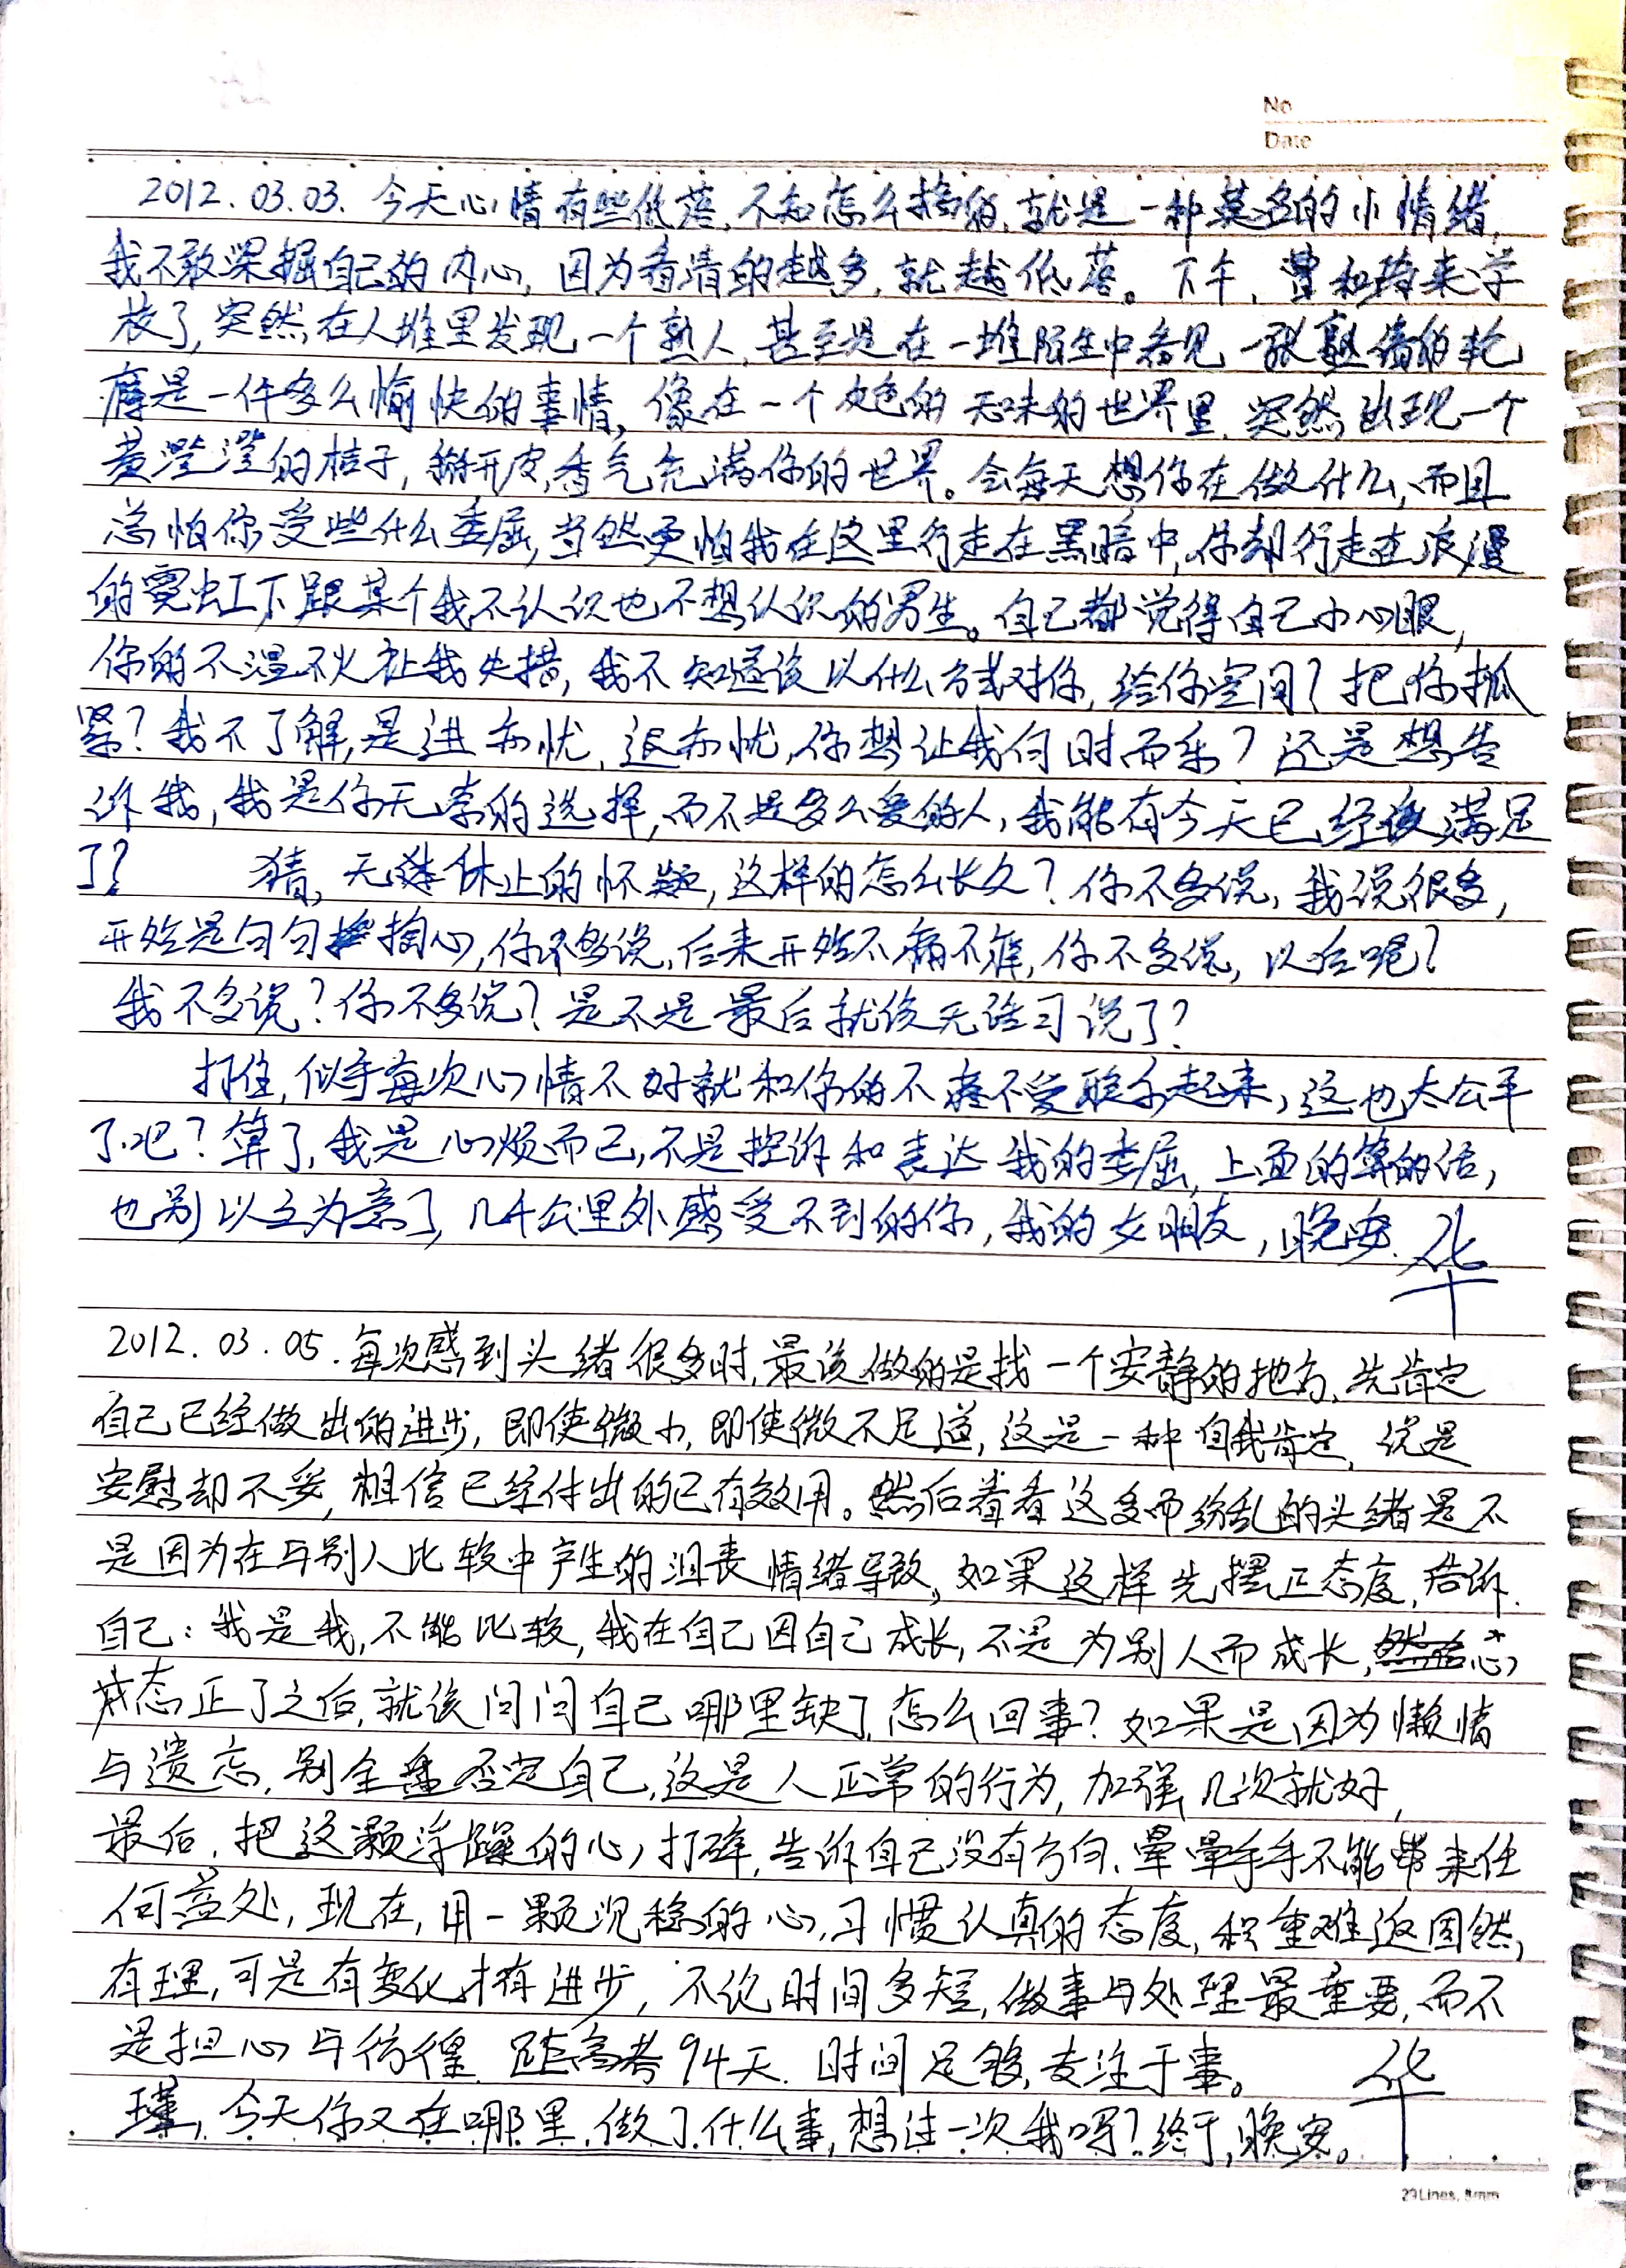 No
Date
2012.03.03. 今天心情有些低落,不知怎么搞的,就是一种莫名的小情绪,
我不敢深掘自己的内心,因为看清的越多,就越低落。下午,曹和琦来学
校了,突然在人堆里发现一个熟人,甚至是在一堆陌生中看见一张熟悉的轮
廓是一件多么愉快的事情,像在一个灰色的无味的世界里,突然出现一个
黄澄澄的桔子,掰开皮,香气充满你的世界。会每天想你在做什么,而且
总怕你受些什么委屈,当然更怕我在这里行走在黑暗中,你却行走在浪漫
的霓虹下跟某个我不认识也不想认识的男生。自己都觉得自己小心眼,
你的不温不火让我失措,我不知道该以什么方式对你,给你空间?把你抓
紧?我不了解,是进亦忧,退亦忧,你想让我何时而乐?还是想告
诉我,我是你无奈的选择,而不是多么爱的人,我能有今天已经该满足
了? 猜,无休止的怀疑,这样的怎么长久?你不多说,我说很多,
开始是句句掏心,你不多说,后来开始不痛不痒,你不多说,以后呢?
我不多说?你不多说?是不是最后就该无话可说了?
打住,似乎每次心情不好就和你的不疼不爱联系起来,这也太公平
了吧?算了,我是心烦而已,不是控诉和表达我的委屈,上面的算的话,
也别以之为意了,几千公里外感受不到的你,我的女朋友,晚安. 华
2012.03.05.每次感到头绪很多时,最该做的是找一个安静的地方,先肯定
自己已经做出的进步,即使微小,即使微不足道,这是一种自我肯定,说是
安慰却不妥,相信已经付出的已有效用。然后看看这多而纷乱的头绪是不
是因为在与别人比较中产生的沮丧情绪导致,如果这样先摆正态度,告诉
自己:我是我,不能比较,我在自己因自己成长,不是为别人而成长,心
态正了之后,就该问问自己哪里缺了,怎么回事?如果是因为懒惰
与遗忘,别全盘否定自己,这是人正常的行为,加强几次就好,
最后,把这颗浮躁的心打碎,告诉自己没有方向、晕晕乎乎不能带来任
何益处,现在,用一颗沉稳的心,习惯认真的态度,积重难返固然,
有理,可是有变化才有进步,不论时间多短,做事与处理最重要,而不
是担心与彷徨.距高考94天.时间足够,专注于事。 华
瑾,今天你又在哪里,做了什么事,想过一次我吗?终于,晚安。
29Lines, 8mm